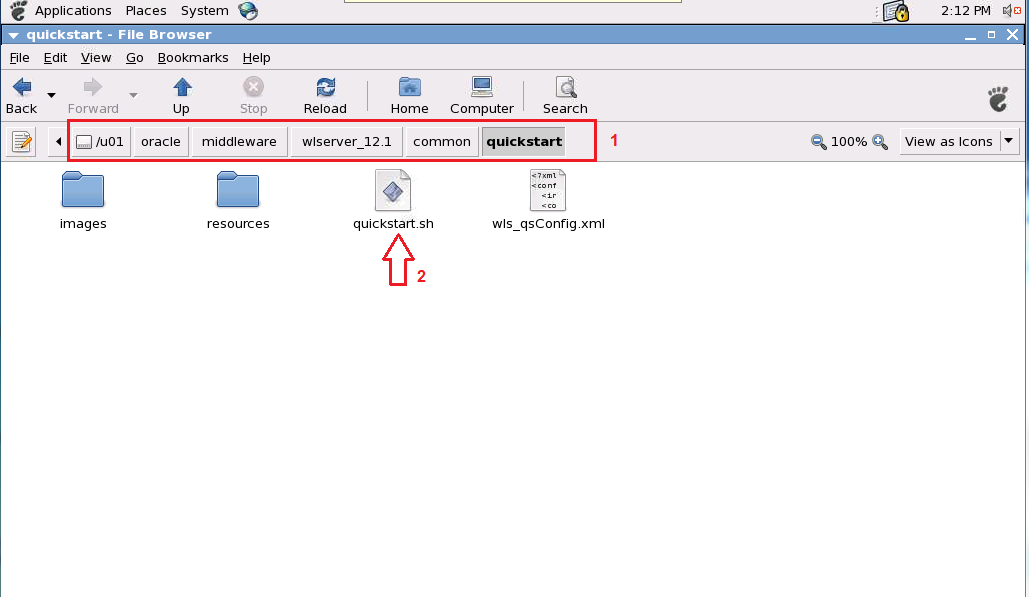 Applications Places System 2:12 PM
quickstart - File Browser
File Edit View Go Bookmarks Help
Back Forward Up Stop Reload Home Computer Search
/u01 oracle middleware wlserver_12.1 common quickstart 1 100% View as Icons
<?xml
<conf
<ir
<co
images resources quickstart.sh wls_qsConfig.xml
2